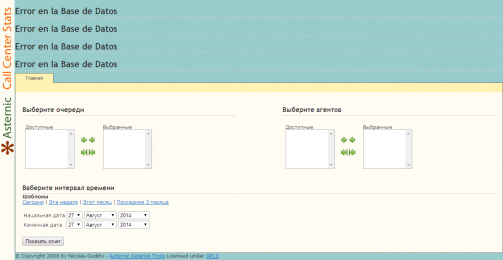 Asternic Call Center Stats
Error en la Base de Datos
Error en la Base de Datos
Error en la Base de Datos
Error en la Base de Datos
Главная
Выберите очереди
Выберите агентов
Доступные
Выбранные
Доступные
Выбранные
Веберите интервал времени
Шаблоны
Сегодня | Эта неделя | Этот месяц | Последние 3 месяца
Начальная дата 27 Август 2014
Конечная дата 27 Август 2014
Показать отчет
© Copyright 2008 by Nicolás Gudiño - Asternic Asterisk Tools Licensed under GPL3